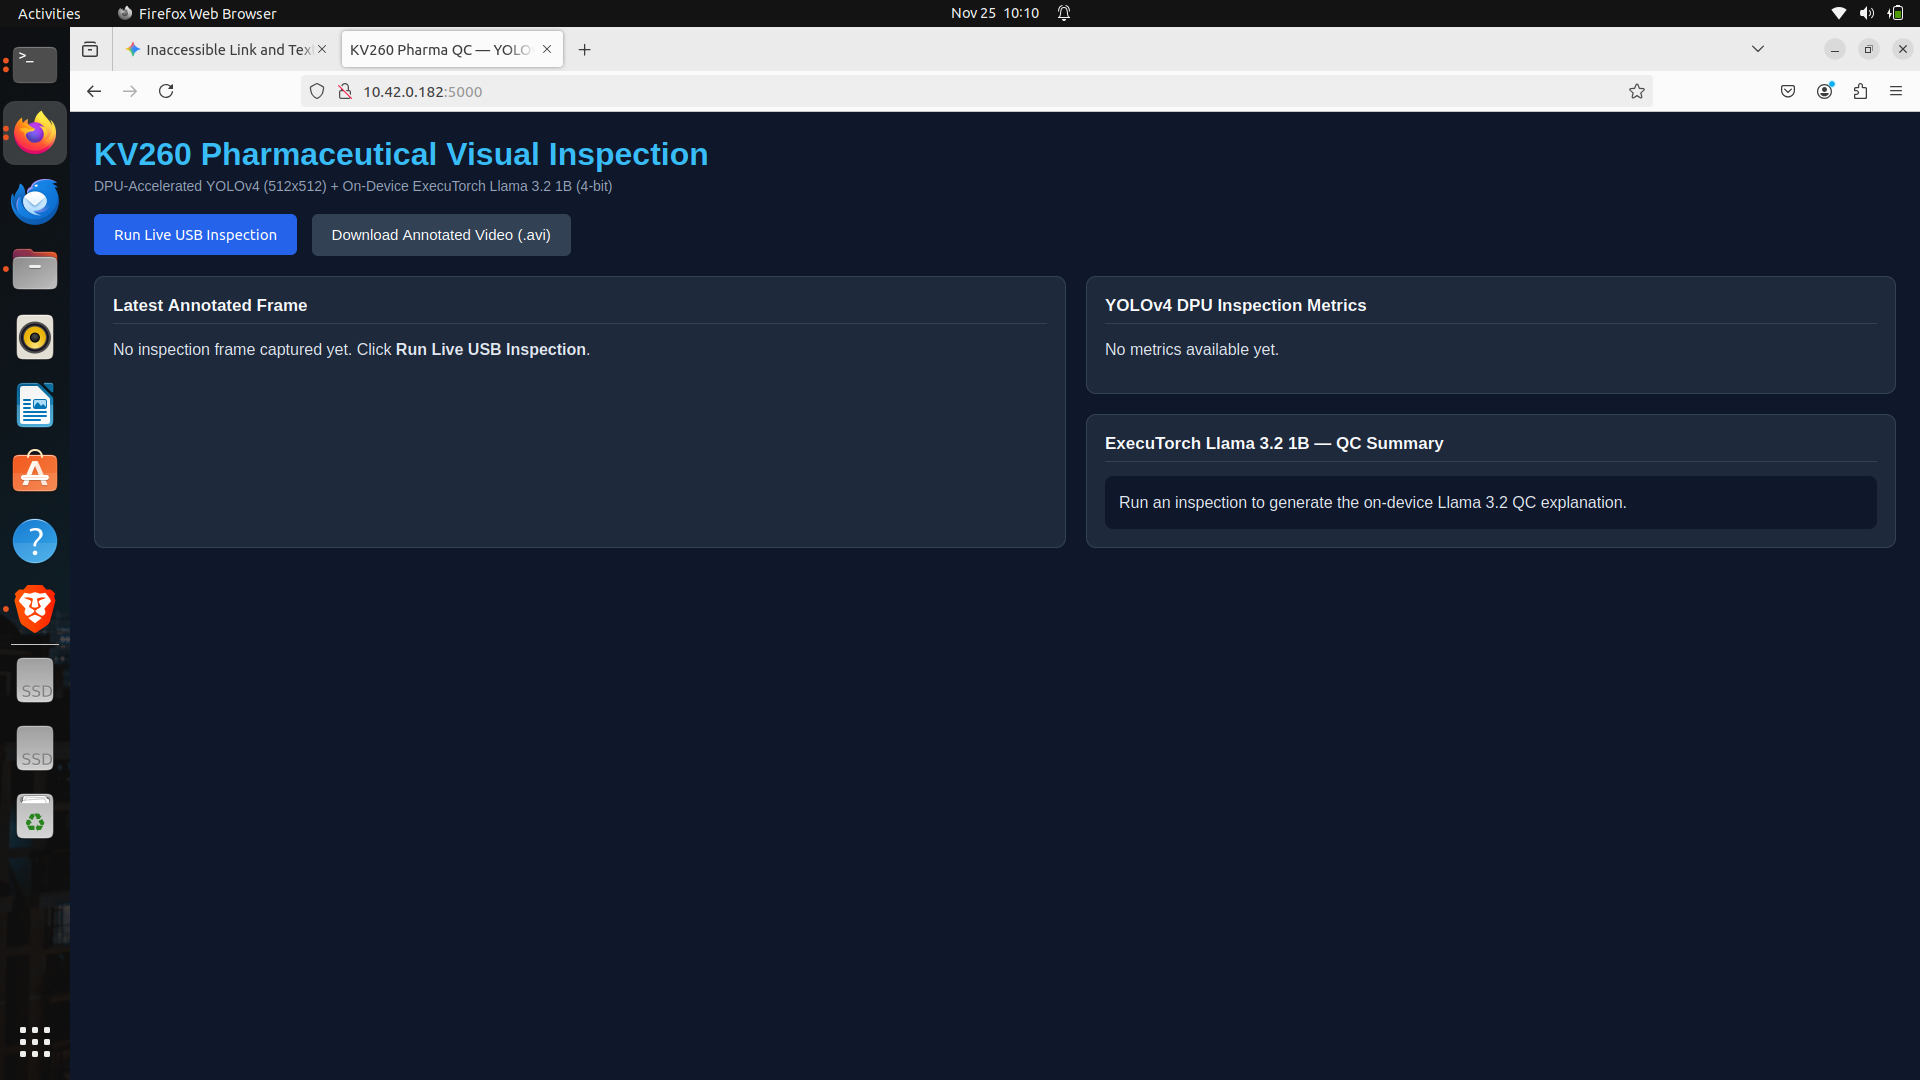 Activities
Firefox Web Browser
Nov 25 10:10
Inaccessible Link and Tex
KV260 Pharma QC — YOLO
10.42.0.182:5000
KV260 Pharmaceutical Visual Inspection
DPU-Accelerated YOLOv4 (512x512) + On-Device ExecuTorch Llama 3.2 1B (4-bit)
Run Live USB Inspection
Download Annotated Video (.avi)
Latest Annotated Frame
No inspection frame captured yet. Click Run Live USB Inspection.
YOLOv4 DPU Inspection Metrics
No metrics available yet.
ExecuTorch Llama 3.2 1B — QC Summary
Run an inspection to generate the on-device Llama 3.2 QC explanation.
SSD
SSD